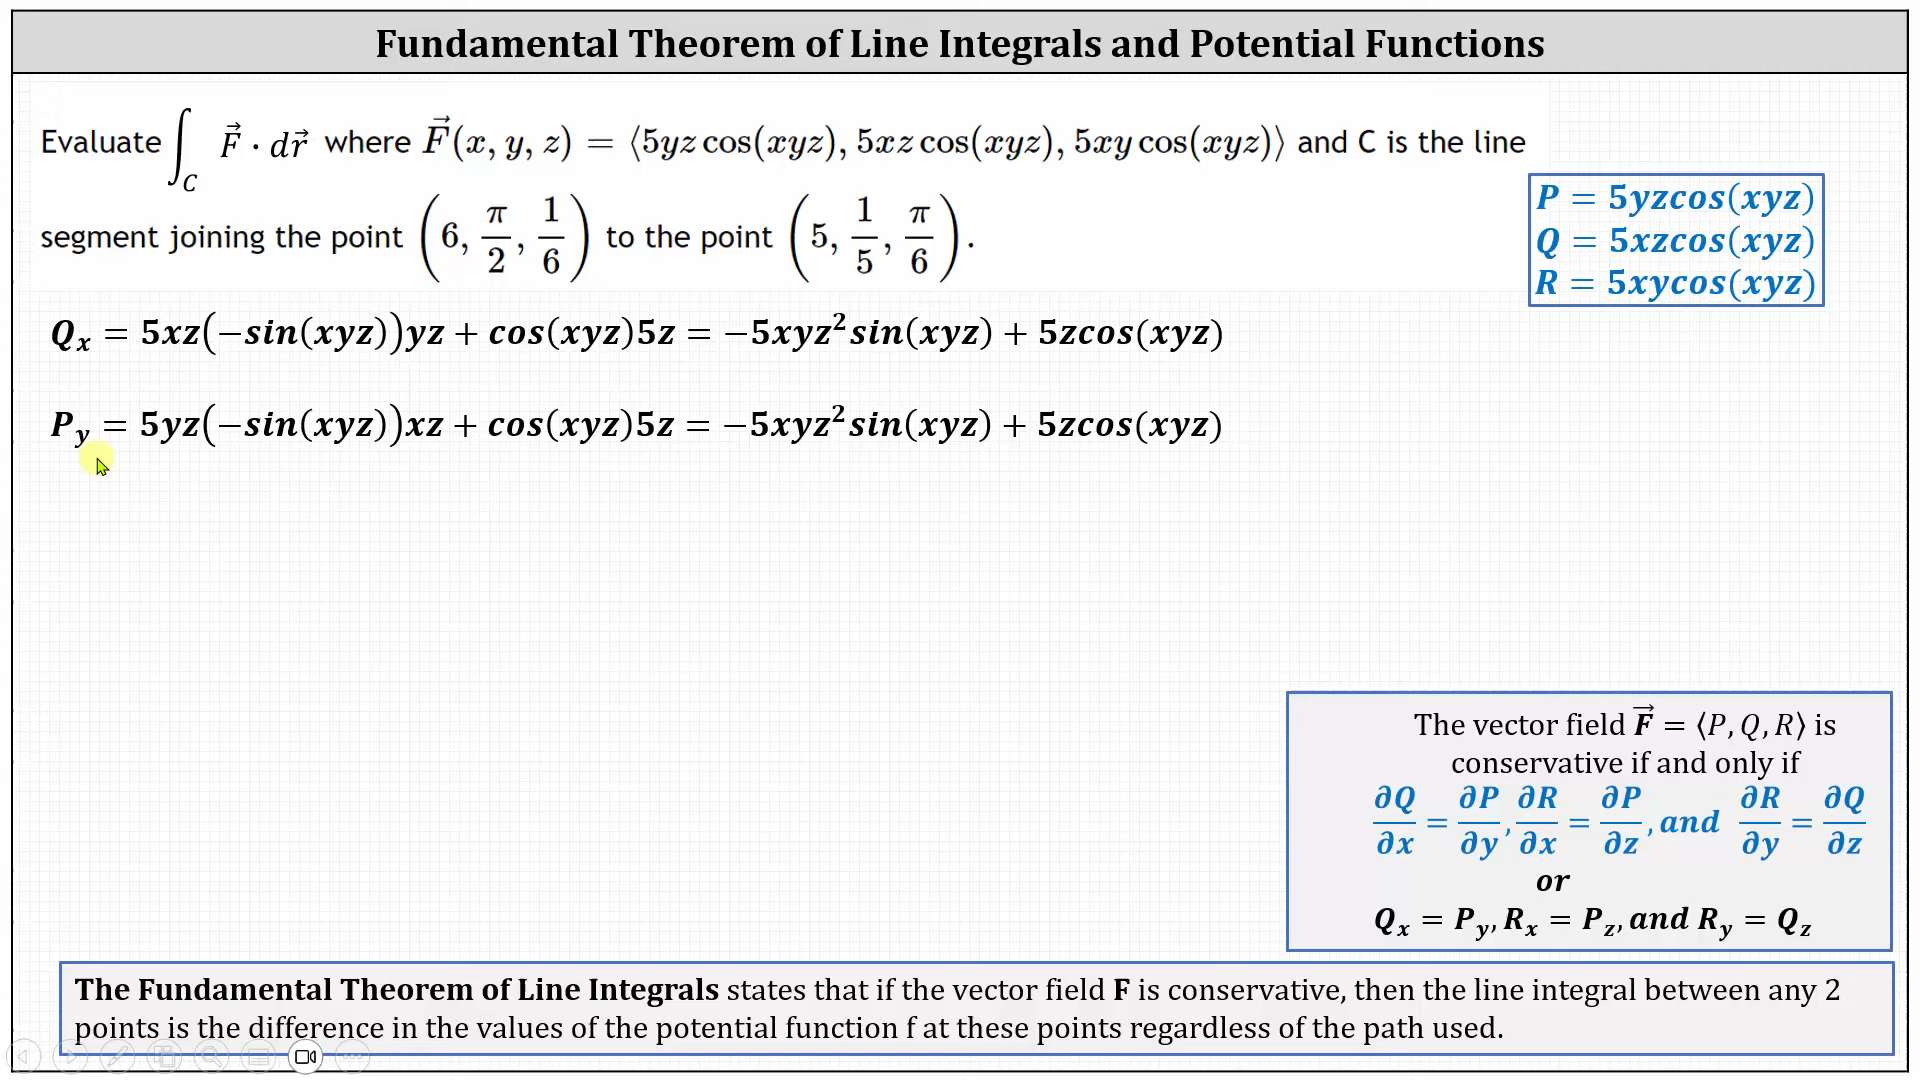 Fundamental Theorem of Line Integrals and Potential Functions
Evaluate ∫_C F⃗ · dr⃗ where F⃗(x, y, z) = ⟨5yz cos(xyz), 5xz cos(xyz), 5xy cos(xyz)⟩ and C is the line
segment joining the point (6, π/2, 1/6) to the point (5, 1/5, π/6).
P = 5yzcos(xyz)
Q = 5xzcos(xyz)
R = 5xycos(xyz)
Qₓ = 5xz(−sin(xyz))yz + cos(xyz)5z = −5xyz²sin(xyz) + 5zcos(xyz)
P_y = 5yz(−sin(xyz))xz + cos(xyz)5z = −5xyz²sin(xyz) + 5zcos(xyz)
The vector field F⃗ = ⟨P, Q, R⟩ is
conservative if and only if
∂Q/∂x = ∂P/∂y, ∂R/∂x = ∂P/∂z, and ∂R/∂y = ∂Q/∂z
or
Qₓ = P_y, Rₓ = P_z, and R_y = Q_z
The Fundamental Theorem of Line Integrals states that if the vector field F is conservative, then the line integral between any 2
points is the difference in the values of the potential function f at these points regardless of the path used.